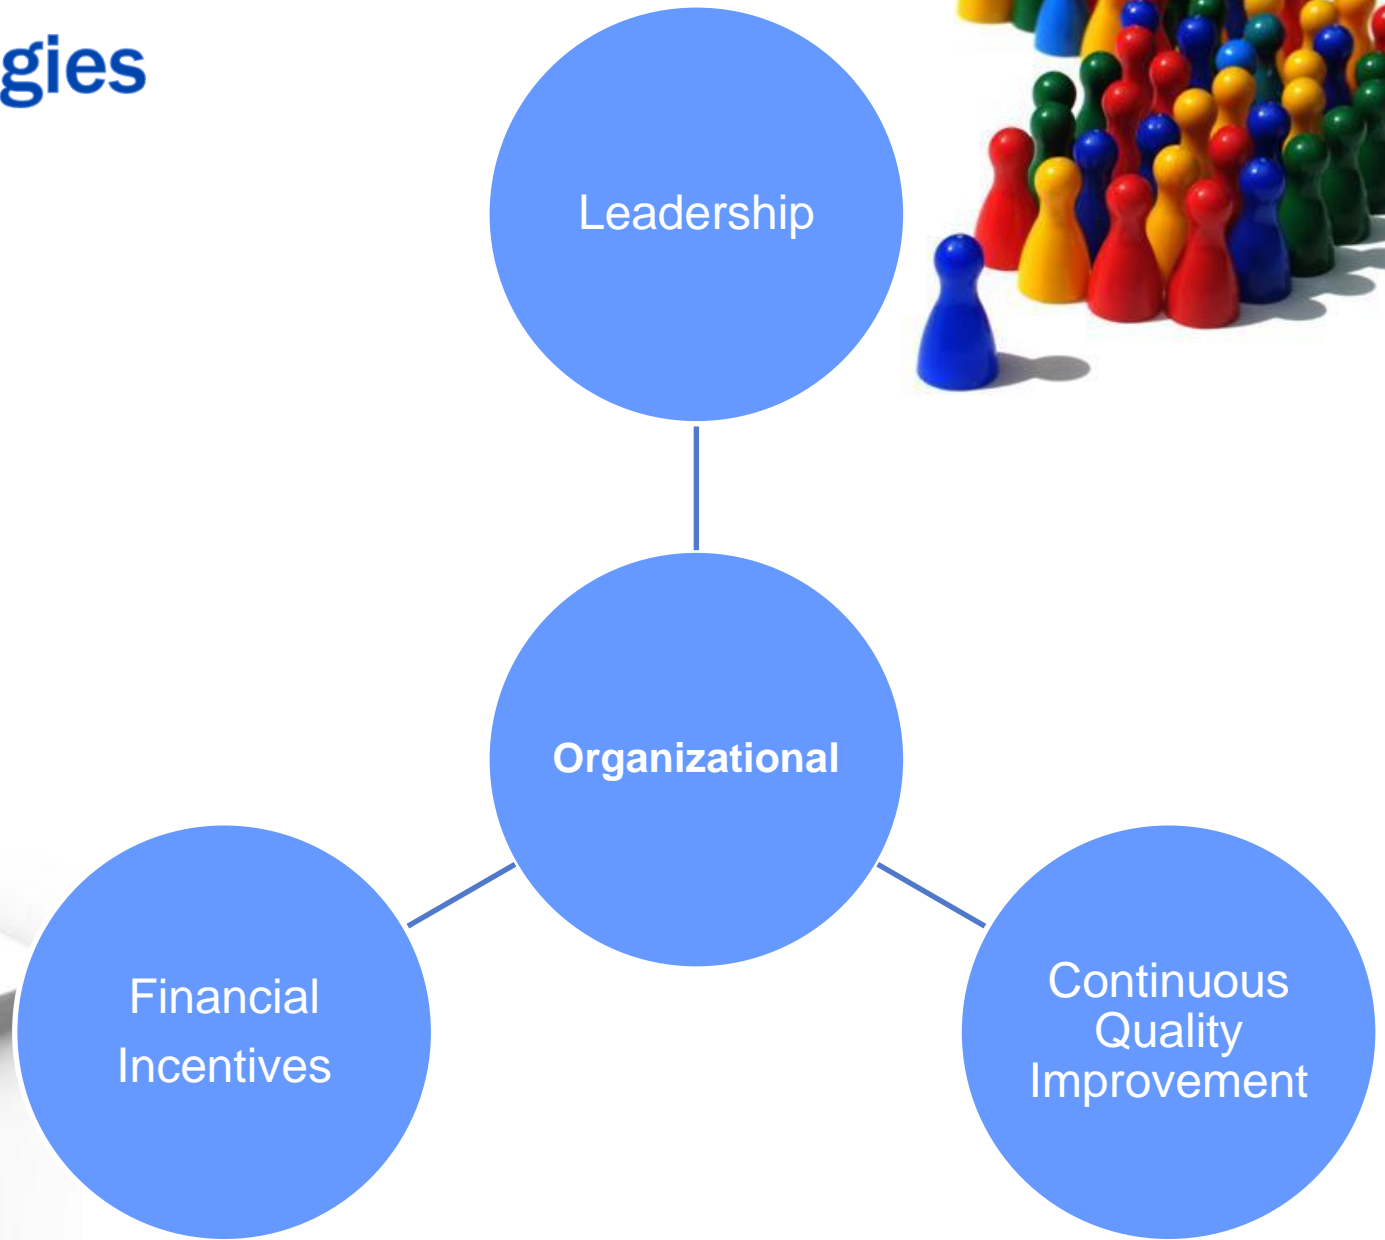 gies
Leadership
Organizational
Financial
Incentives
Continuous
Quality
Improvement